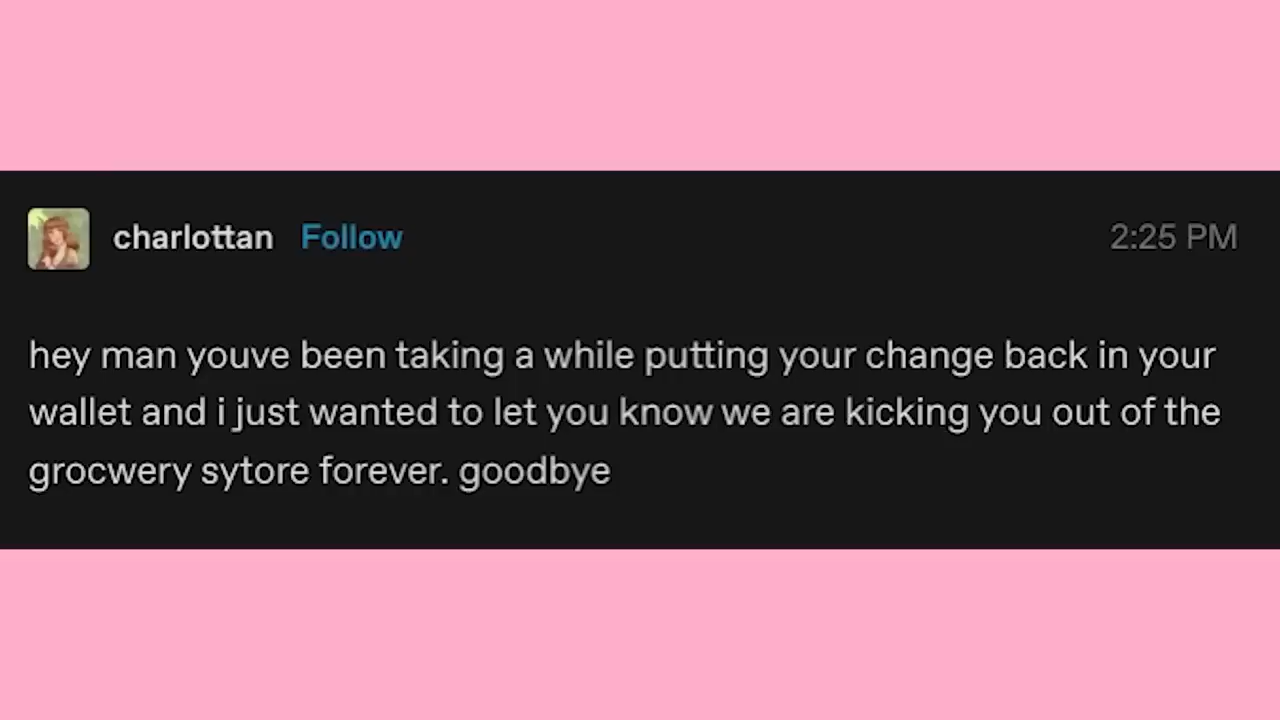 charlottan Follow 2:25 PM
hey man youve been taking a while putting your change back in your
wallet and i just wanted to let you know we are kicking you out of the
grocwery sytore forever. goodbye